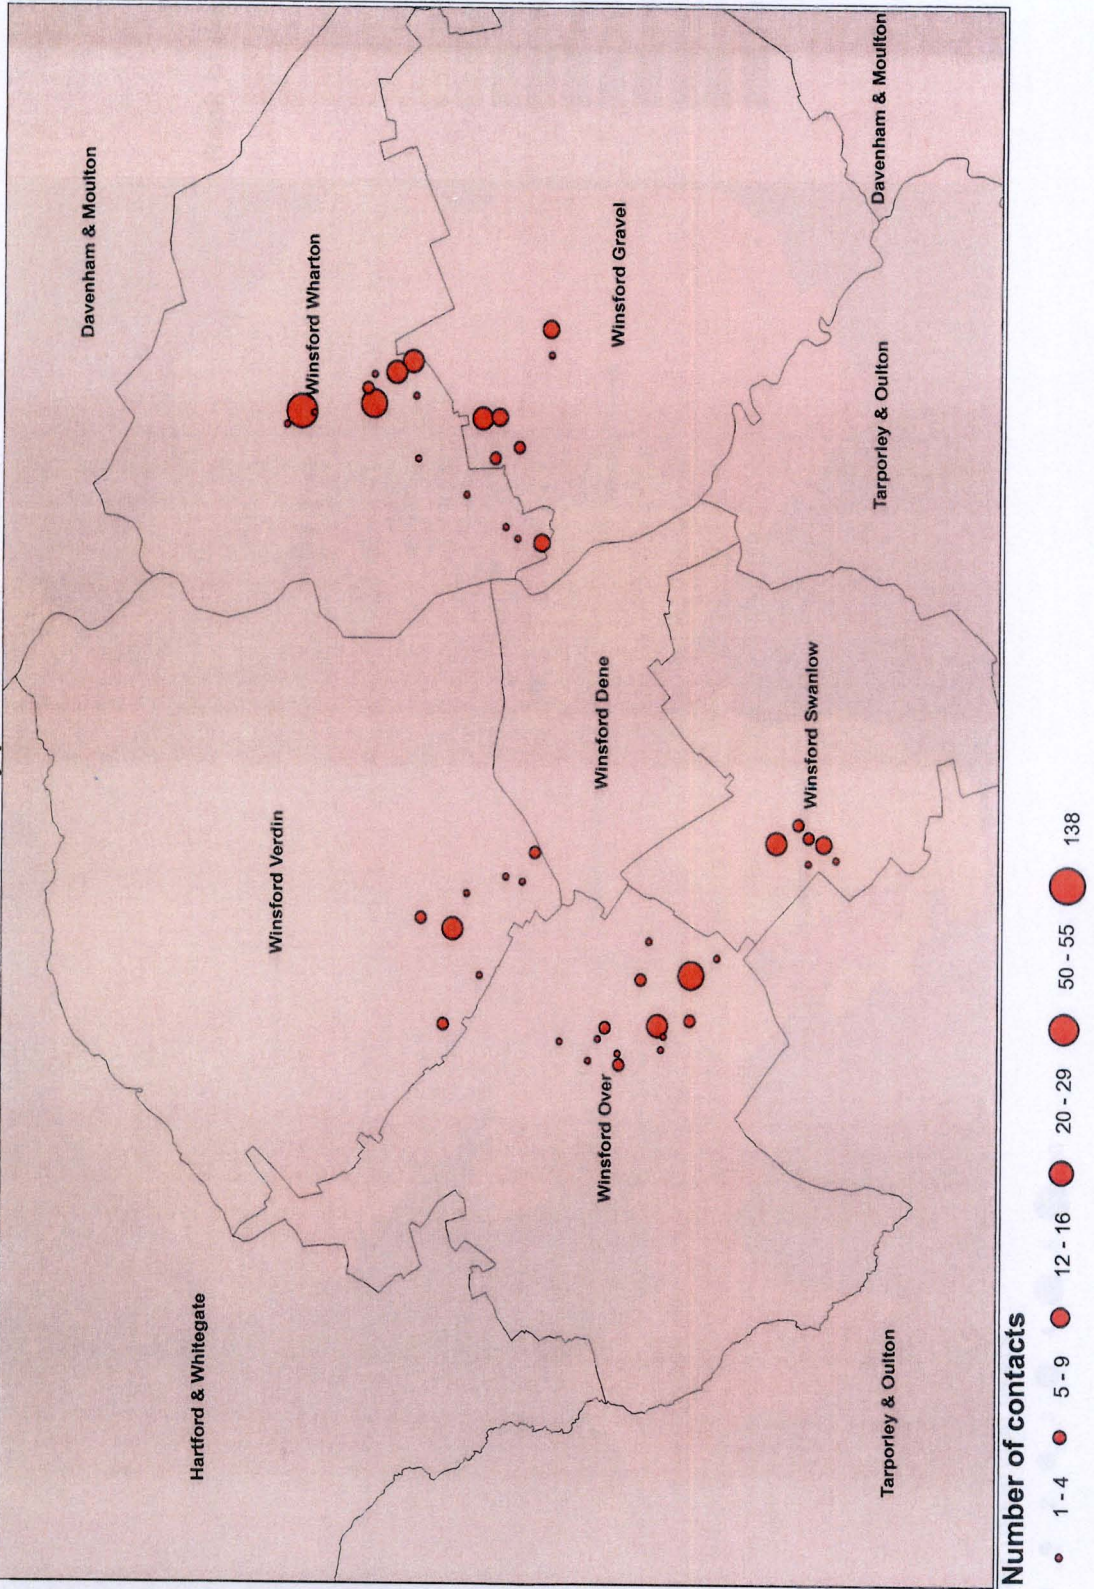 Davenham & Moulton
Winsford Wharton
Winsford Verdin
Hartford & Whitegate
Winsford Gravel
Winsford Dene
Winsford Over
Davenham & Moulton
Tarporley & Oulton
Winsford Swanlow
Tarporley & Oulton
Number of contacts
1 - 4
5 - 9
12 - 16
20 - 29
50 - 55
138